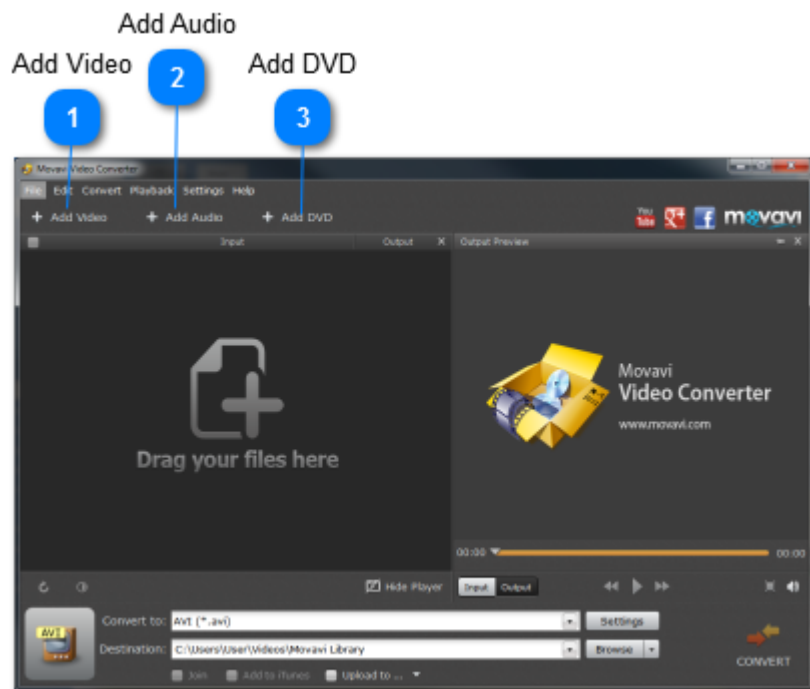 Add Audio
Add Video
Add DVD
2
1
3
Movavi Video Converter
File Edit Convert Playback Settings Help
+ Add Video + Add Audio + Add DVD
You Tube g+ f movavi
Input Output X Output Preview X
Movavi
Video Converter
www.movavi.com
Drag your files here
00:00 00:00
Hide Player Input Output
AVI
Convert to: AVI (*.avi) Settings
Destination: C:\Users\User\Videos\Movavi Library Browse
CONVERT
Join Add to iTunes Upload to ...